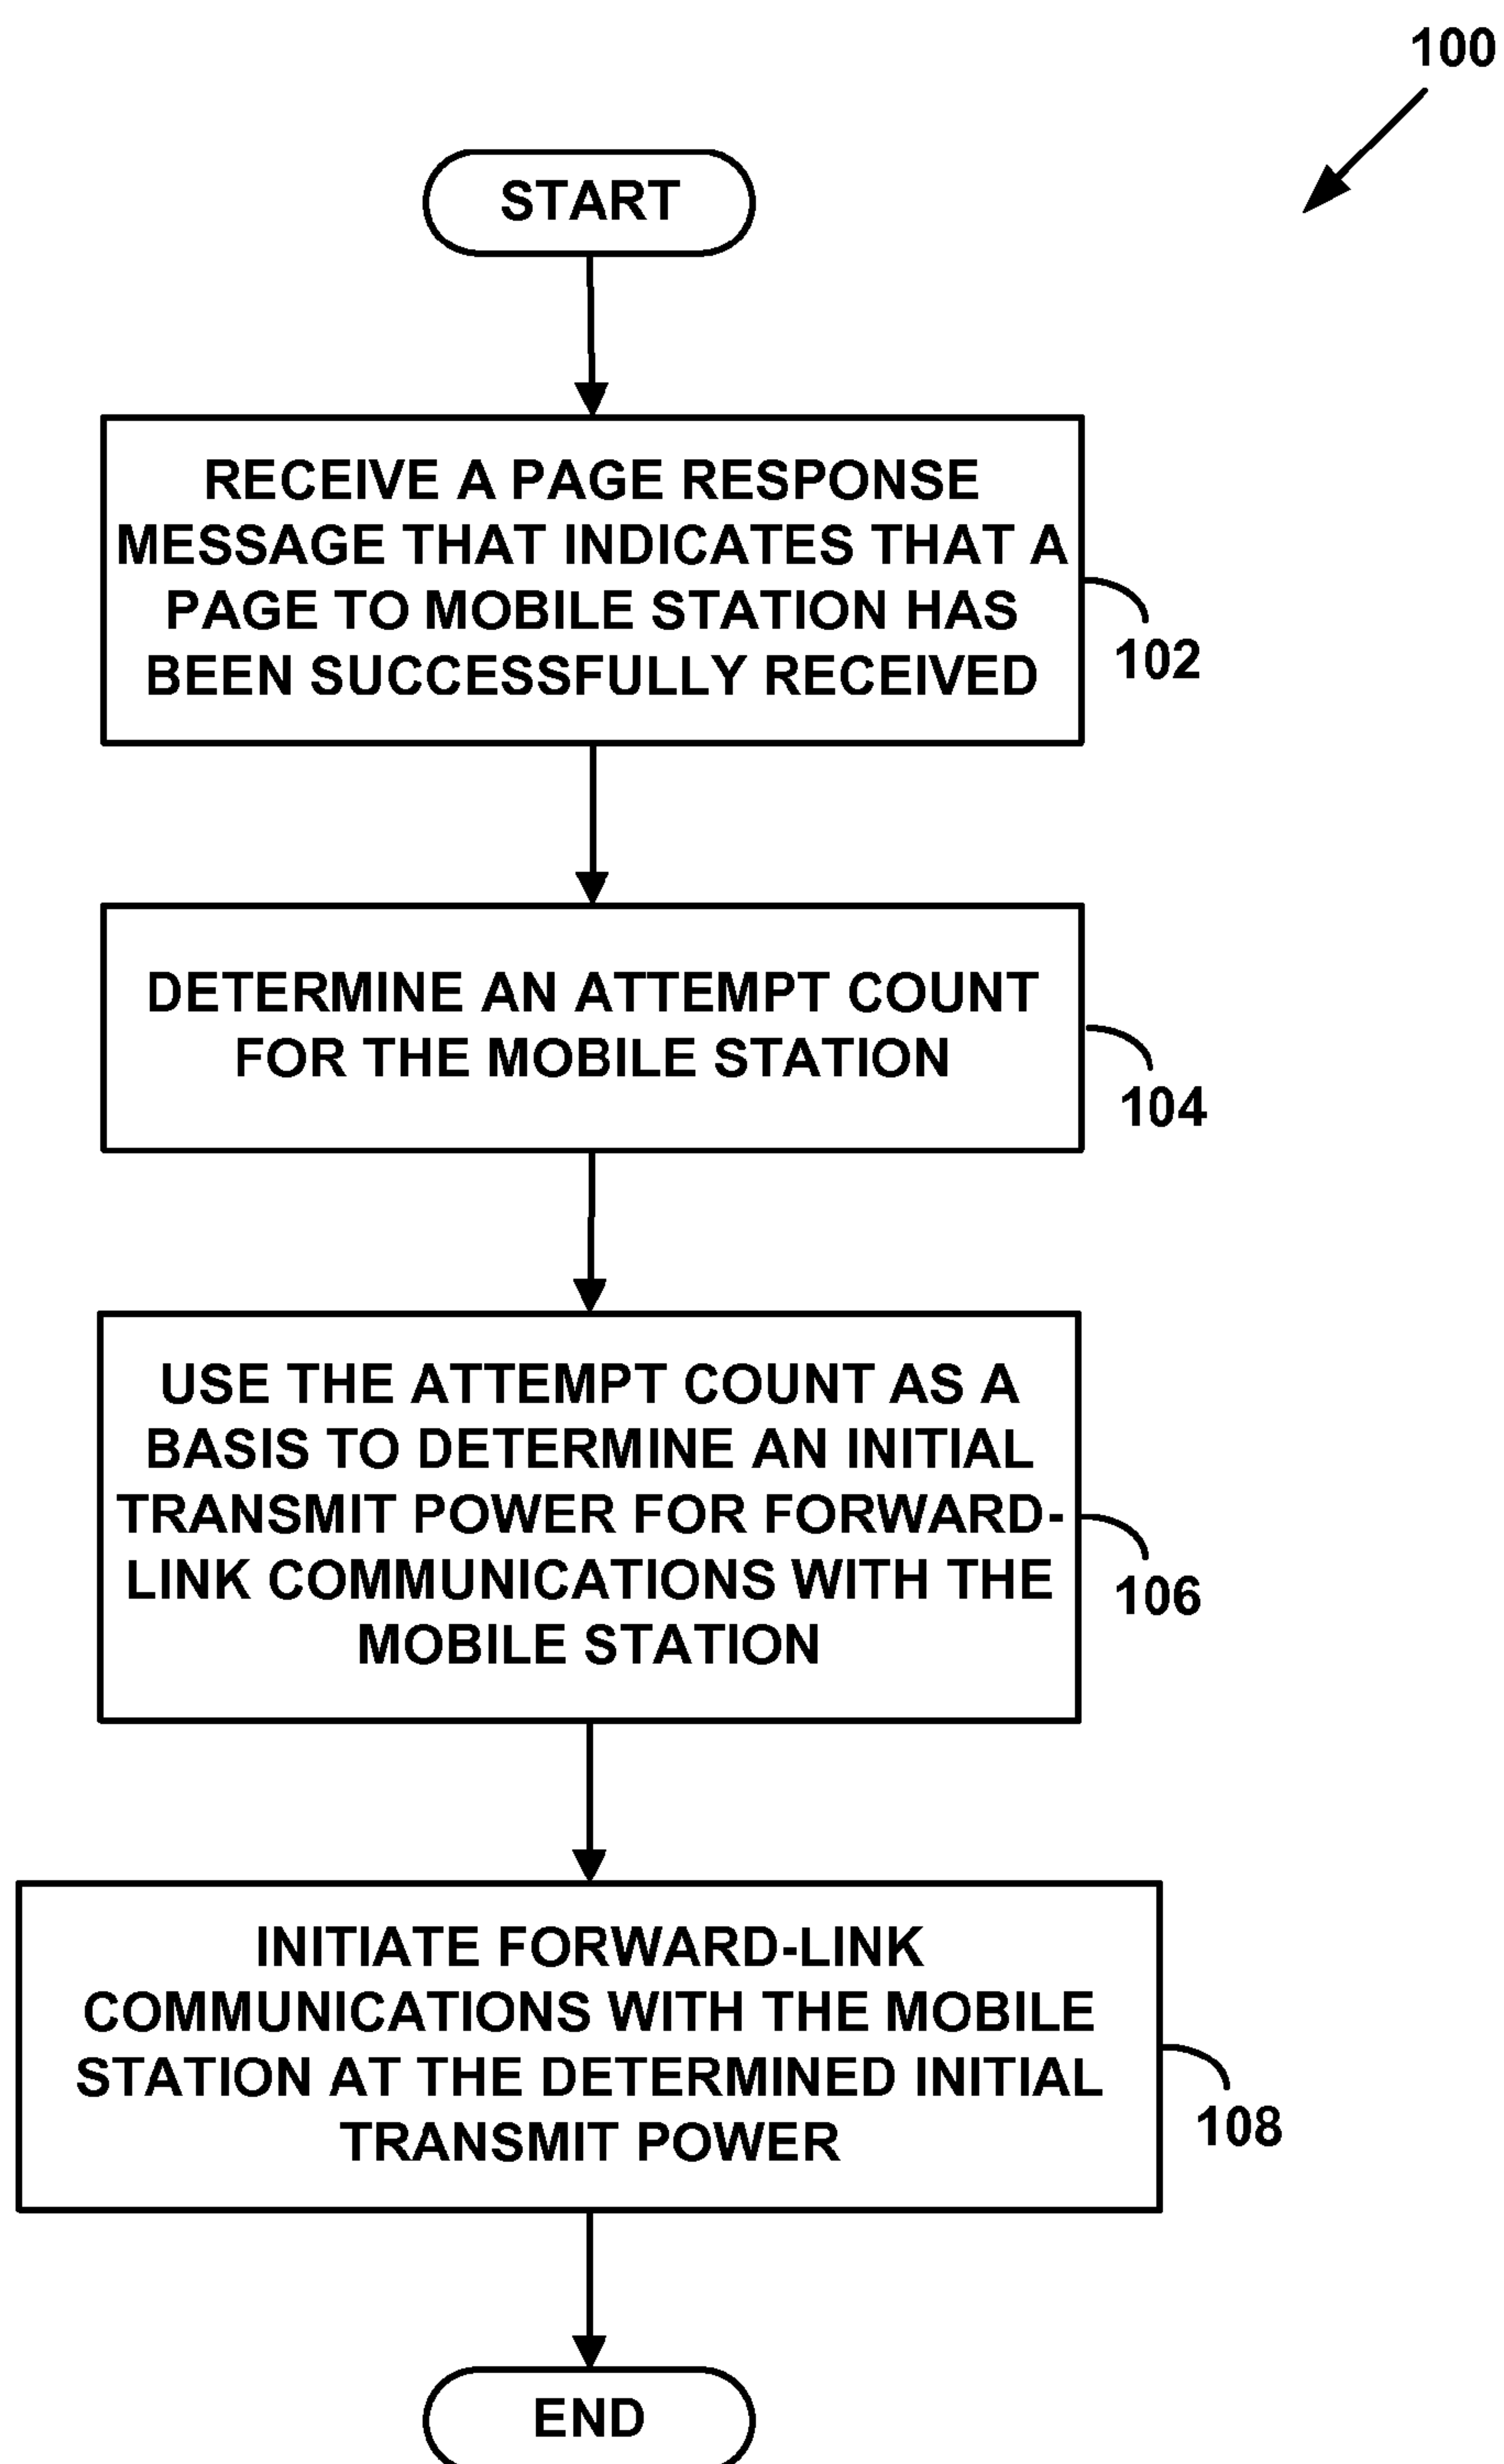 100
START
RECEIVE A PAGE RESPONSE
MESSAGE THAT INDICATES THAT A
PAGE TO MOBILE STATION HAS
BEEN SUCCESSFULLY RECEIVED
102
DETERMINE AN ATTEMPT COUNT
FOR THE MOBILE STATION
104
USE THE ATTEMPT COUNT AS A
BASIS TO DETERMINE AN INITIAL
TRANSMIT POWER FOR FORWARD-
LINK COMMUNICATIONS WITH THE
MOBILE STATION
106
INITIATE FORWARD-LINK
COMMUNICATIONS WITH THE MOBILE
STATION AT THE DETERMINED INITIAL
TRANSMIT POWER
108
END